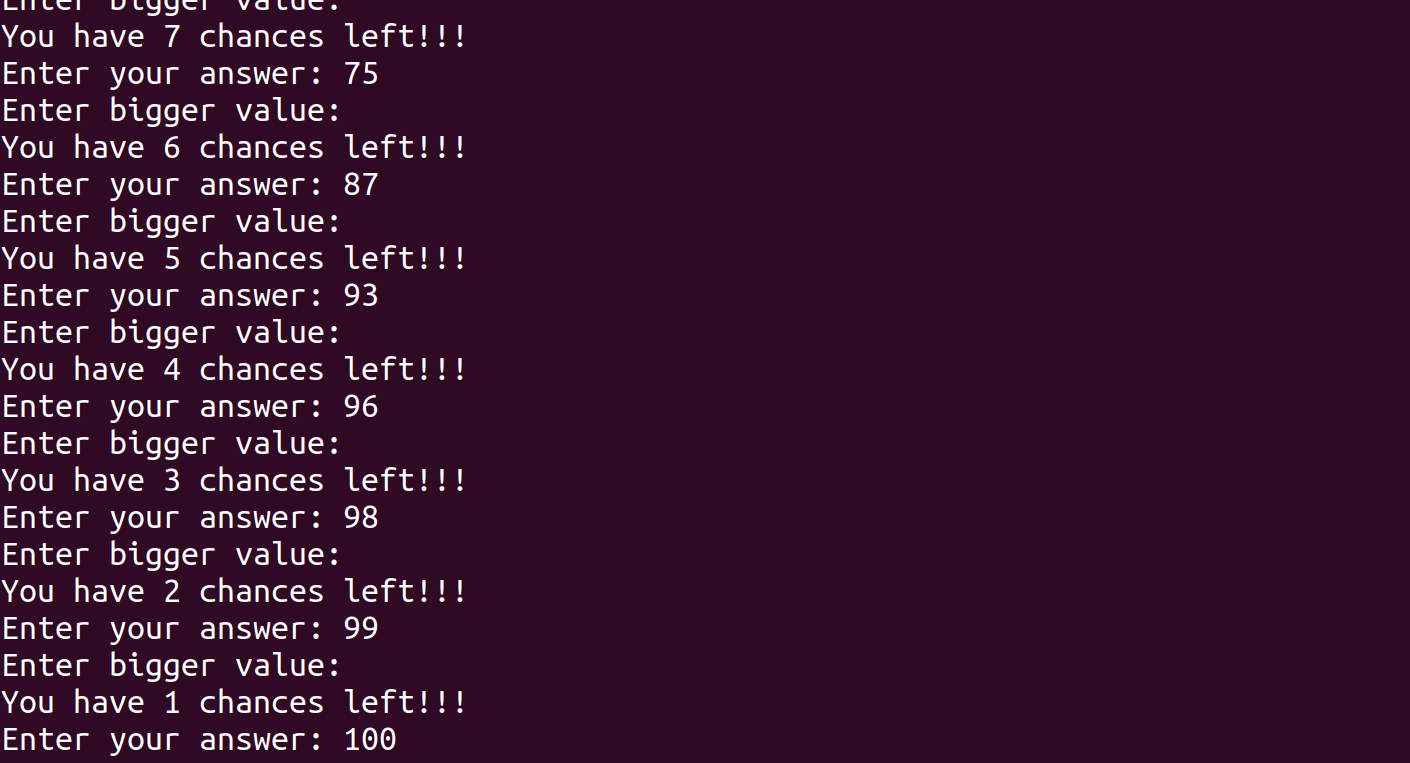 Enter bigger value:
You have 7 chances left!!!
Enter your answer: 75
Enter bigger value:
You have 6 chances left!!!
Enter your answer: 87
Enter bigger value:
You have 5 chances left!!!
Enter your answer: 93
Enter bigger value:
You have 4 chances left!!!
Enter your answer: 96
Enter bigger value:
You have 3 chances left!!!
Enter your answer: 98
Enter bigger value:
You have 2 chances left!!!
Enter your answer: 99
Enter bigger value:
You have 1 chances left!!!
Enter your answer: 100